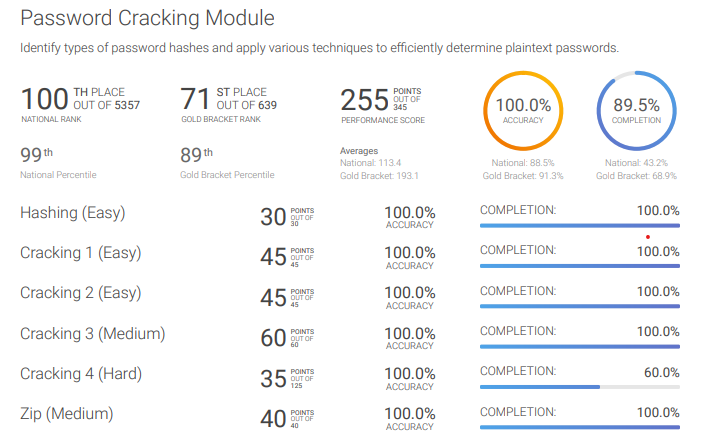 Password Cracking Module
Identify types of password hashes and apply various techniques to efficiently determine plaintext passwords.
100 TH PLACE OUT OF 5357
NATIONAL RANK
71 ST PLACE OUT OF 639
GOLD BRACKET RANK
255 POINTS OUT OF 345
PERFORMANCE SCORE
100.0%
ACCURACY
89.5%
COMPLETION
99th
National Percentile
89th
Gold Bracket Percentile
Averages
National: 113.4
Gold Bracket: 193.1
National: 88.5%
Gold Bracket: 91.3%
National: 43.2%
Gold Bracket: 68.9%
Hashing (Easy) 30 POINTS OUT OF 30 100.0% ACCURACY COMPLETION: 100.0%
Cracking 1 (Easy) 45 POINTS OUT OF 45 100.0% ACCURACY COMPLETION: 100.0%
Cracking 2 (Easy) 45 POINTS OUT OF 45 100.0% ACCURACY COMPLETION: 100.0%
Cracking 3 (Medium) 60 POINTS OUT OF 60 100.0% ACCURACY COMPLETION: 100.0%
Cracking 4 (Hard) 35 POINTS OUT OF 125 100.0% ACCURACY COMPLETION: 60.0%
Zip (Medium) 40 POINTS OUT OF 40 100.0% ACCURACY COMPLETION: 100.0%